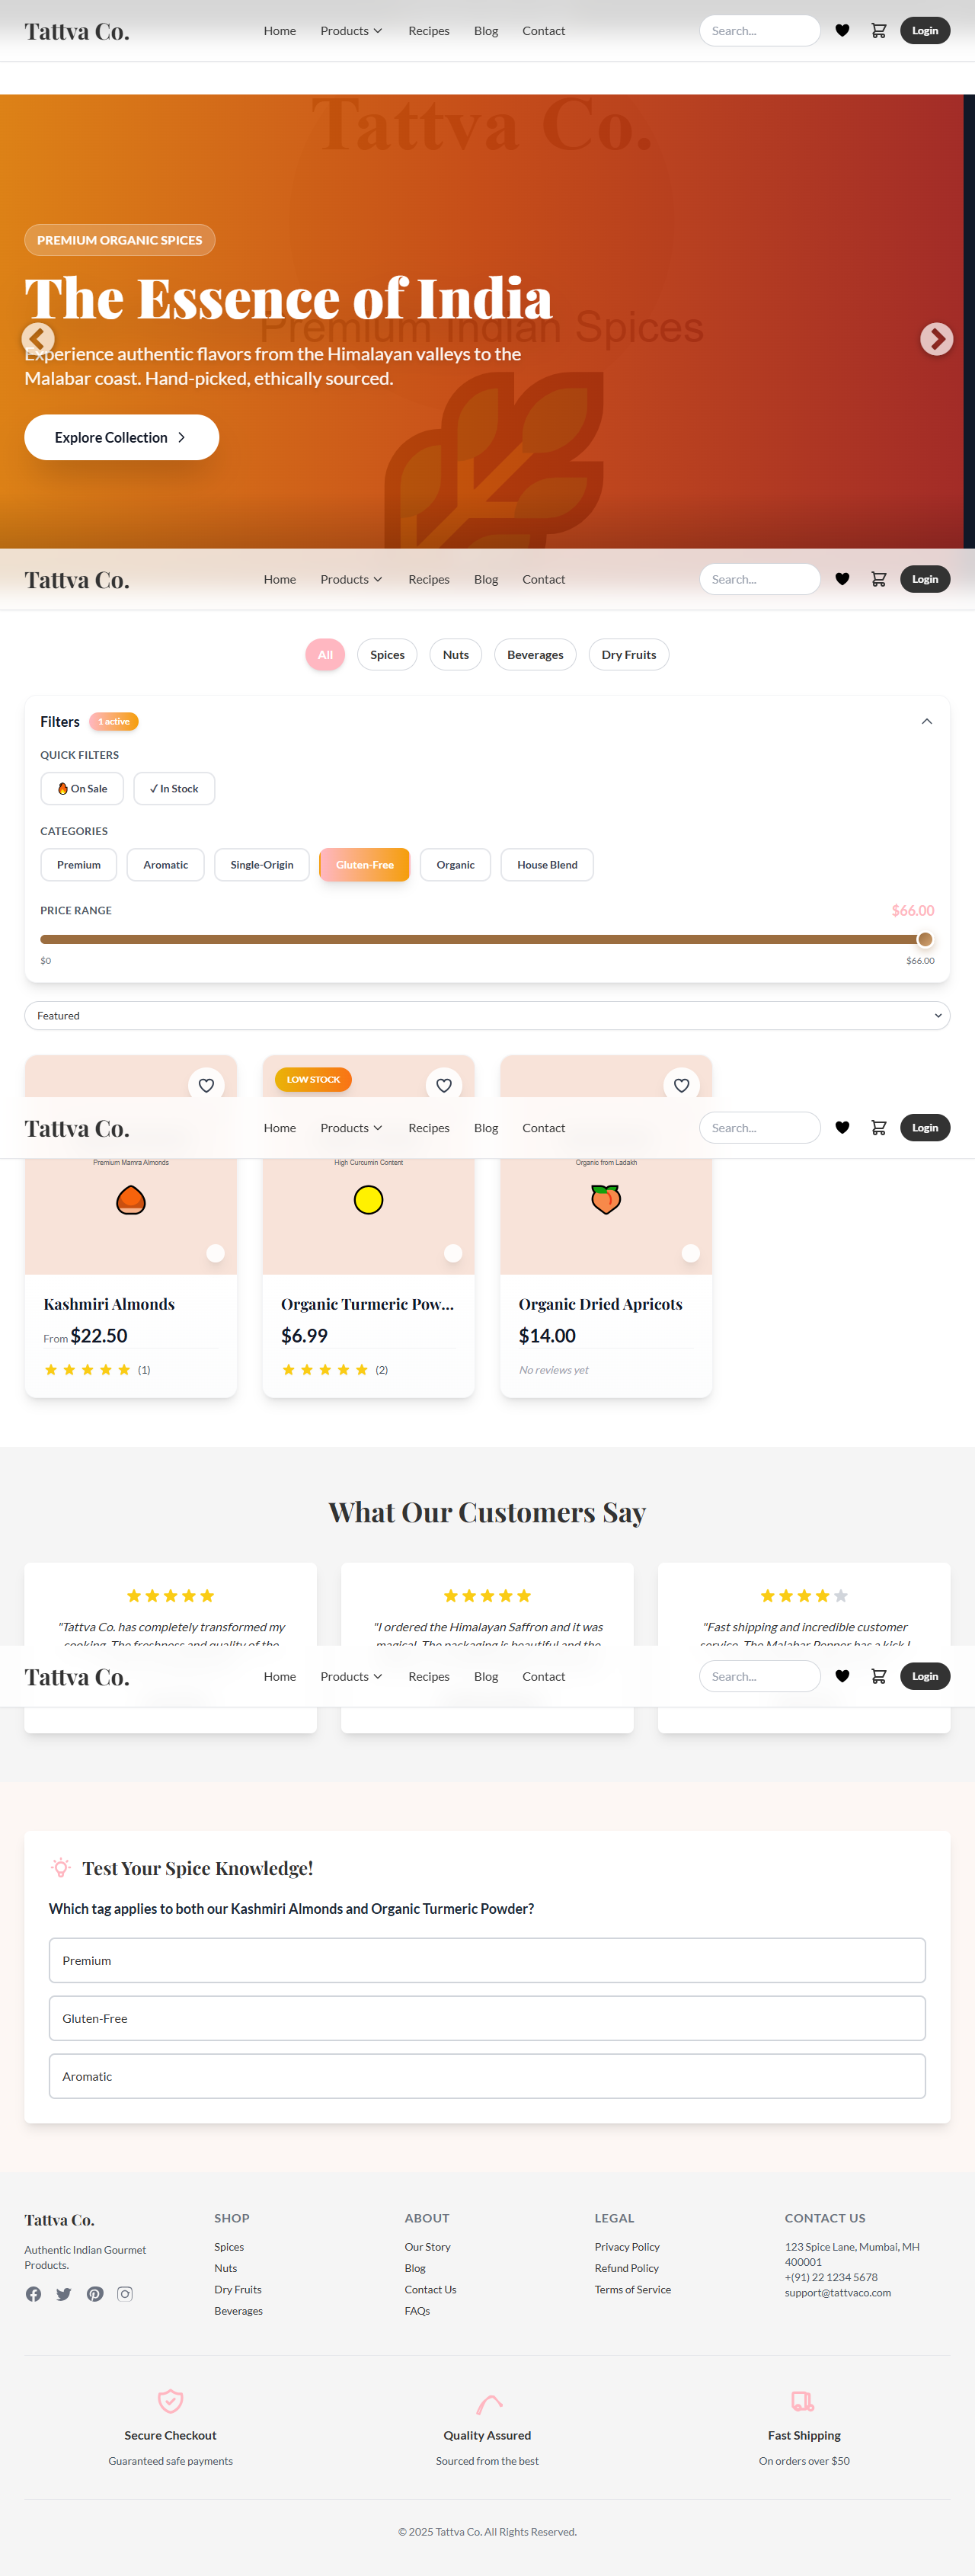 Tattva Co.
Home Products Recipes Blog Contact
Search...
Login
Tattva Co.
PREMIUM ORGANIC SPICES
The Essence of India
Premium Indian Spices
Experience authentic flavors from the Himalayan valleys to the
Malabar coast. Hand-picked, ethically sourced.
Explore Collection
Tattva Co.
Home Products Recipes Blog Contact
Search...
Login
All Spices Nuts Beverages Dry Fruits
Filters 1 active
QUICK FILTERS
🔥 On Sale ✓ In Stock
CATEGORIES
Premium Aromatic Single-Origin Gluten-Free Organic House Blend
PRICE RANGE $66.00
$0 $66.00
Featured
LOW STOCK
Tattva Co.
Home Products Recipes Blog Contact
Search...
Login
Premium Mamra Almonds
High Curcumin Content
Organic from Ladakh
Kashmiri Almonds
From $22.50
(1)
Organic Turmeric Pow...
$6.99
(2)
Organic Dried Apricots
$14.00
No reviews yet
What Our Customers Say
"Tattva Co. has completely transformed my
cooking. The freshness and quality of the
"I ordered the Himalayan Saffron and it was
magical. The packaging is beautiful and the
"Fast shipping and incredible customer
service. The Malabar Pepper has a kick I
Tattva Co.
Home Products Recipes Blog Contact
Search...
Login
Test Your Spice Knowledge!
Which tag applies to both our Kashmiri Almonds and Organic Turmeric Powder?
Premium
Gluten-Free
Aromatic
Tattva Co.
Authentic Indian Gourmet
Products.
SHOP
Spices
Nuts
Dry Fruits
Beverages
ABOUT
Our Story
Blog
Contact Us
FAQs
LEGAL
Privacy Policy
Refund Policy
Terms of Service
CONTACT US
123 Spice Lane, Mumbai, MH
400001
+(91) 22 1234 5678
support@tattvaco.com
Secure Checkout
Guaranteed safe payments
Quality Assured
Sourced from the best
Fast Shipping
On orders over $50
© 2025 Tattva Co. All Rights Reserved.